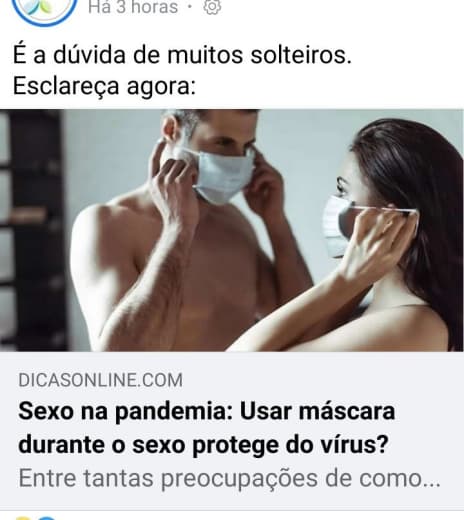 Há 3 horas ·
É a dúvida de muitos solteiros.
Esclareça agora:
DICASONLINE.COM
Sexo na pandemia: Usar máscara
durante o sexo protege do vírus?
Entre tantas preocupações de como...